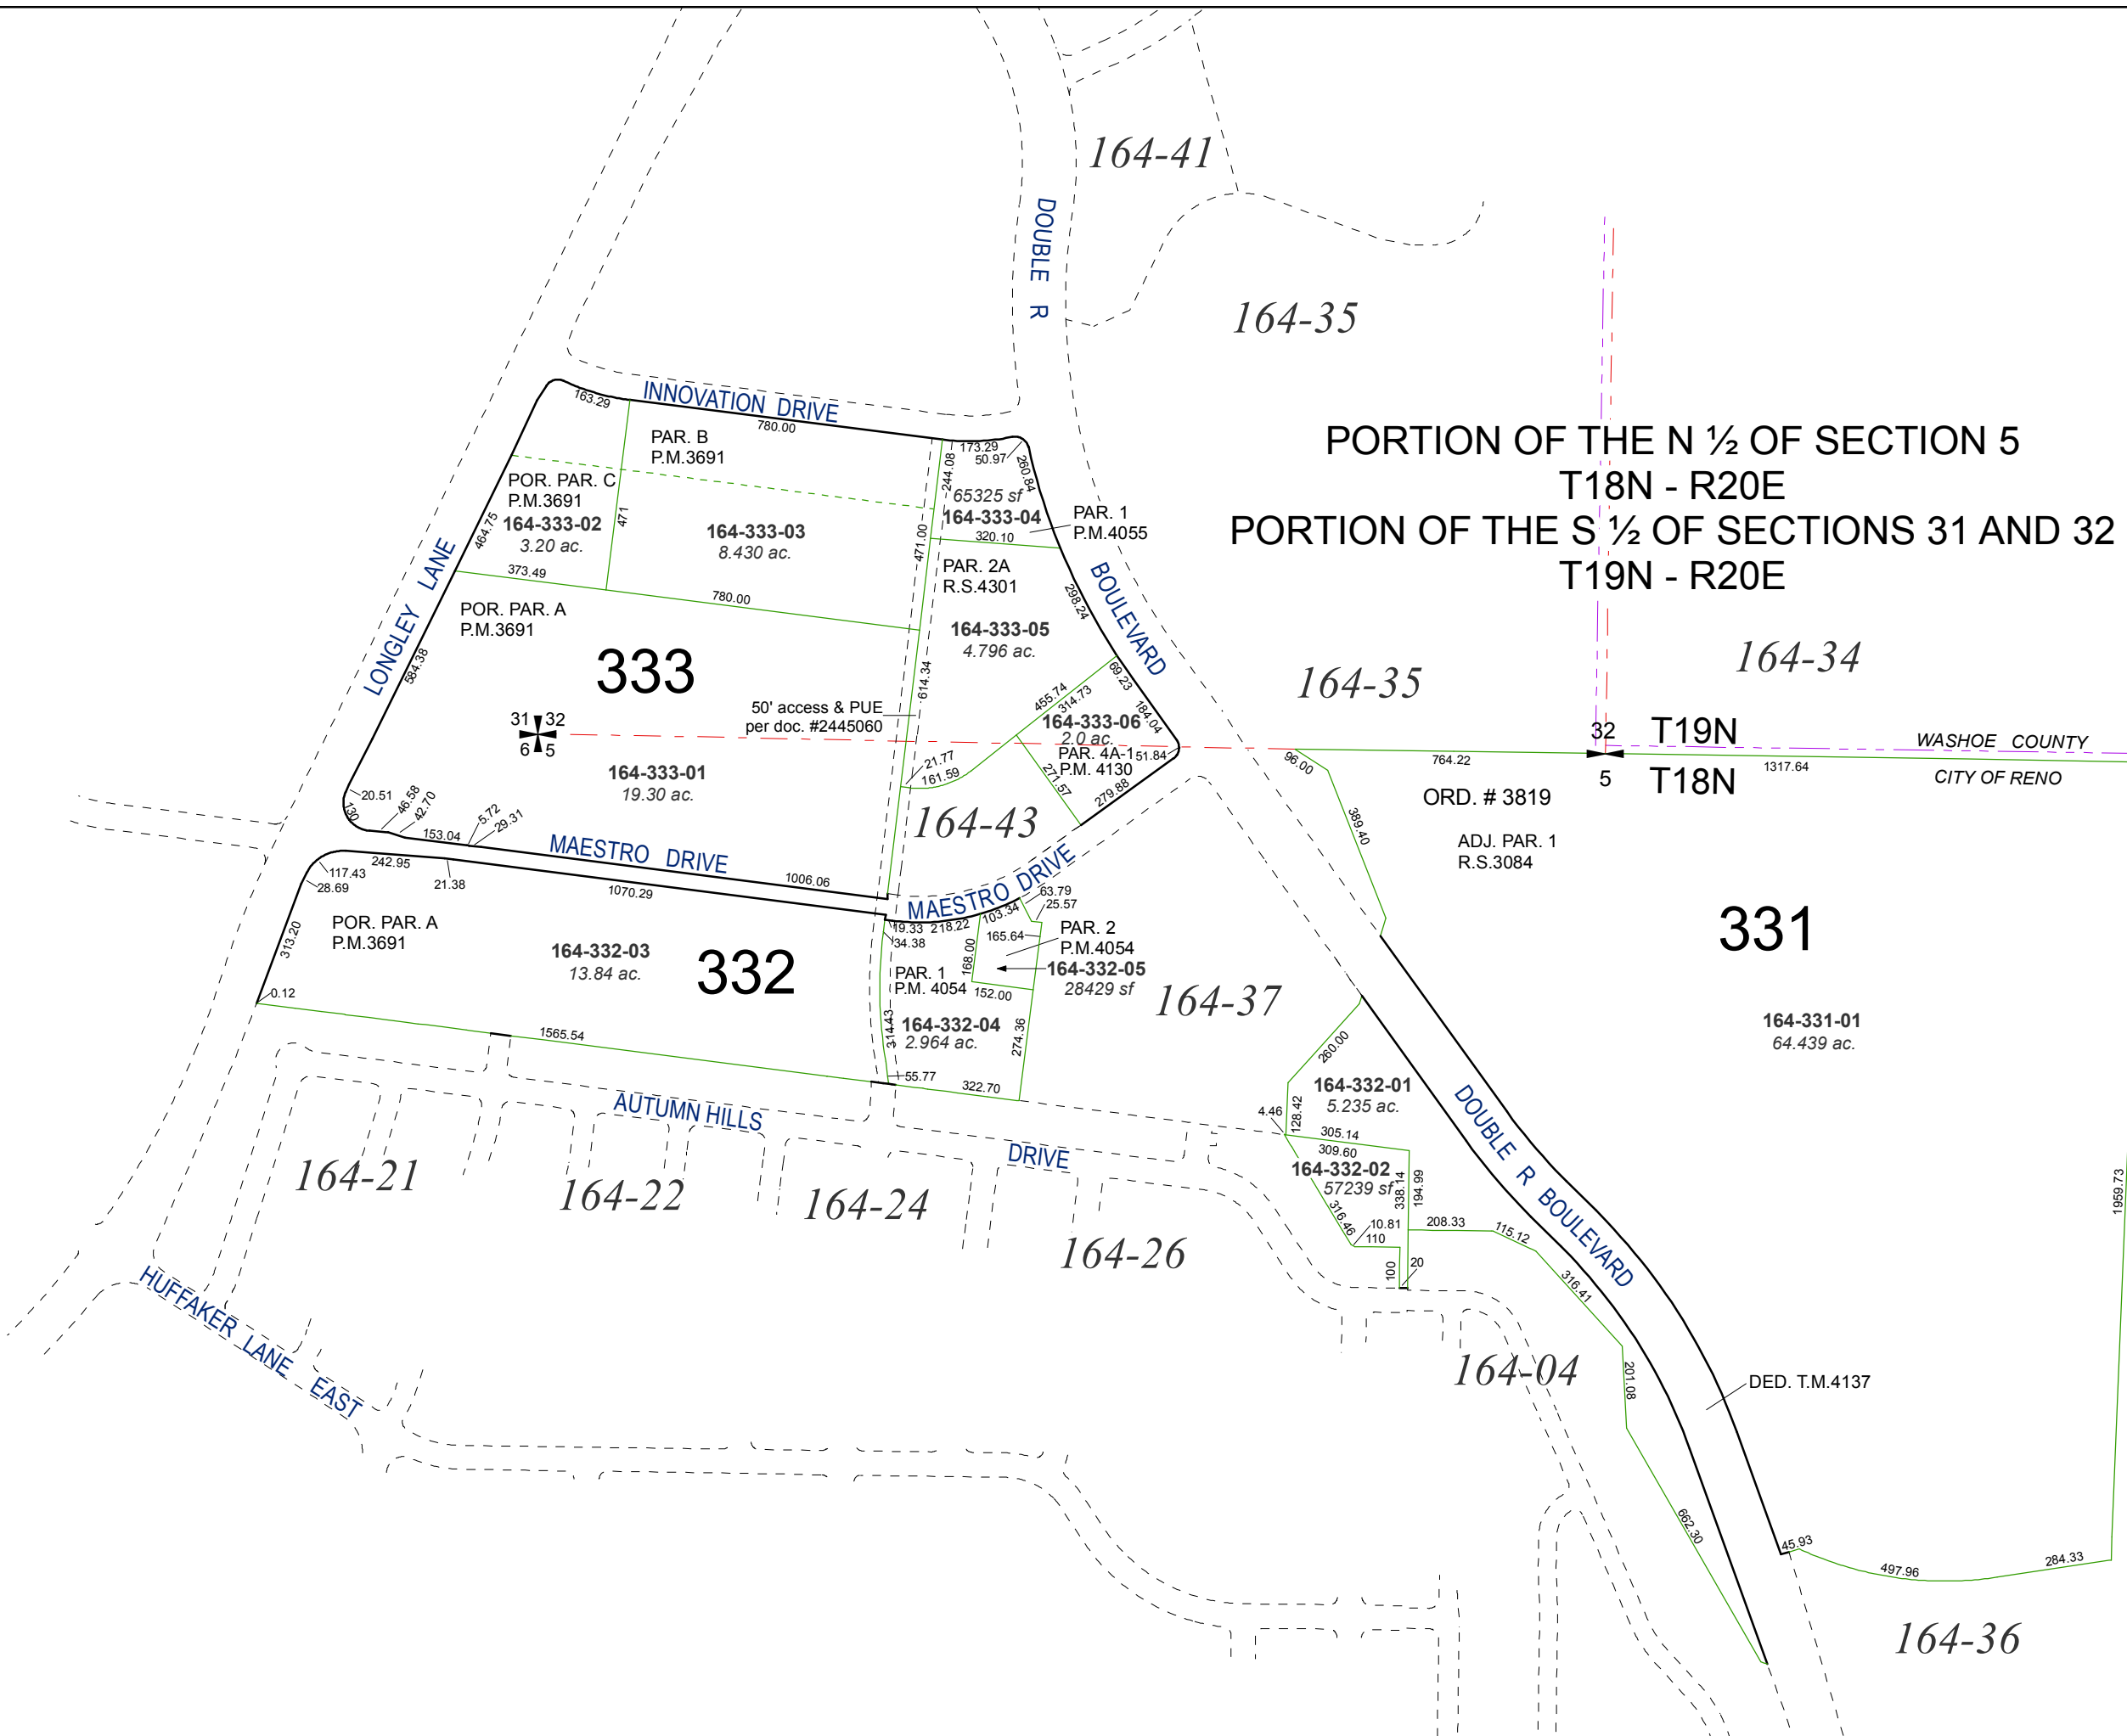 164-41
DOUBLE R
164-35
INNOVATION DRIVE
163.29
780.00
PAR. B
P.M.3691
173.29
50.97
260.84
244.08
PORTION OF THE N ½ OF SECTION 5
T18N - R20E
PORTION OF THE S ½ OF SECTIONS 31 AND 32
T19N - R20E
POR. PAR. C
P.M.3691
164-333-02
3.20 ac.
464.75
471
164-333-03
8.430 ac.
65325 sf
164-333-04
PAR. 1
P.M.4055
471.00
320.10
373.49
780.00
PAR. 2A
R.S.4301
LONGLEY LANE
BOULEVARD
298.24
POR. PAR. A
P.M.3691
164-333-05
4.796 ac.
333
584.38
614.34
69.23
455.74
314.73
184.04
164-35
164-34
50' access & PUE
per doc. #2445060
164-333-06
2.0 ac.
PAR. 4A-1
P.M. 4130
51.84
31 32
6 5
32
5
T19N
T18N
WASHOE COUNTY
CITY OF RENO
96.00
764.22
1317.64
21.77
161.59
271.57
279.88
164-333-01
19.30 ac.
ORD. # 3819
389.40
ADJ. PAR. 1
R.S.3084
20.51
130
46.58
42.70
153.04
5.72
29.31
164-43
MAESTRO DRIVE
1006.06
242.95
117.43
28.69
21.38
1070.29
MAESTRO DRIVE
63.79
25.57
103.34
19.33
218.22
34.38
165.64
168.00
POR. PAR. A
P.M.3691
313.20
164-332-03
13.84 ac.
332
PAR. 2
P.M.4054
164-332-05
28429 sf
PAR. 1
P.M. 4054
152.00
331
0.12
164-37
164-332-04
2.964 ac.
314.43
274.36
164-331-01
64.439 ac.
1565.54
55.77
322.70
260.00
164-332-01
5.235 ac.
AUTUMN HILLS
DRIVE
4.46
128.42
305.14
309.60
DOUBLE R BOULEVARD
164-21
164-22
164-24
164-26
164-332-02
57239 sf
316.46
338.14
194.99
10.81
110
100
20
208.33
115.12
316.41
1959.73
HUFFAKER LANE EAST
164-04
201.08
DED. T.M.4137
662.30
45.93
497.96
284.33
164-36